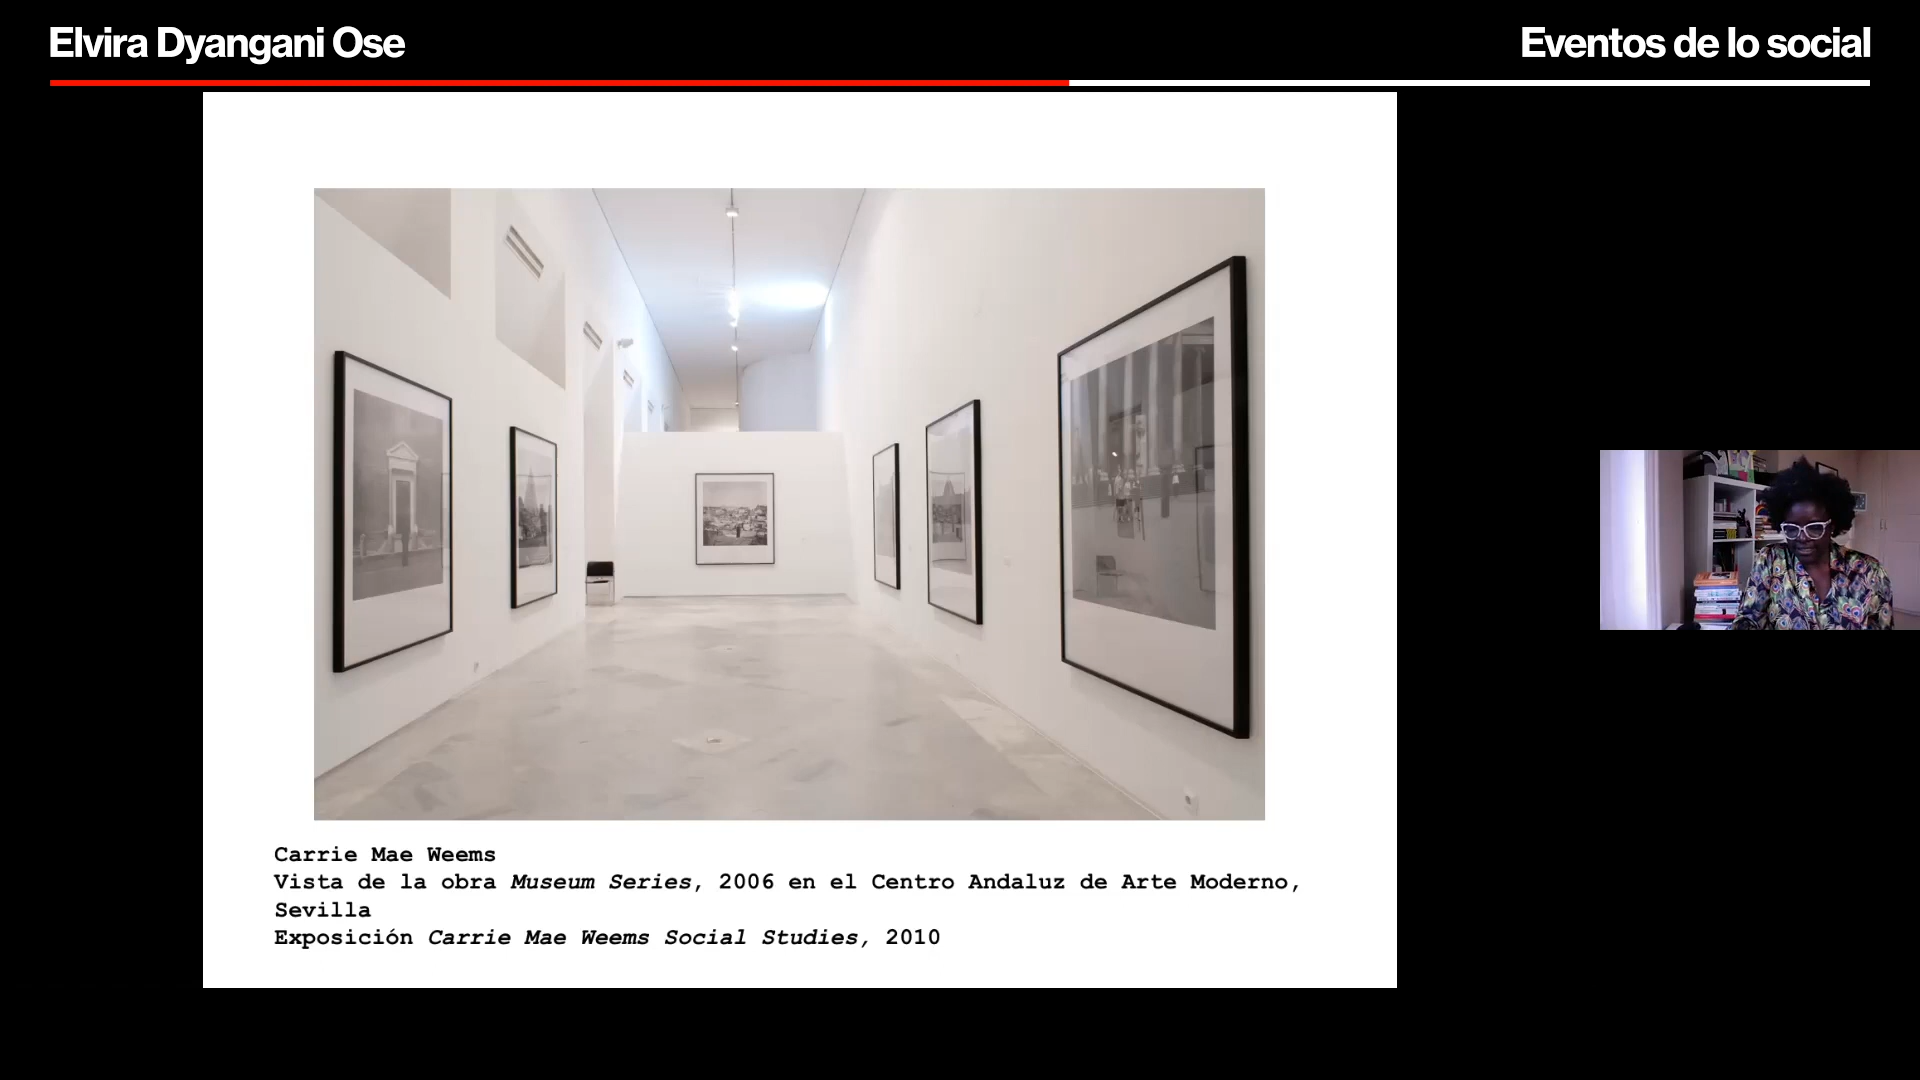 Elvira Dyangani Ose
Eventos de lo social
Carrie Mae Weems
Vista de la obra Museum Series, 2006 en el Centro Andaluz de Arte Moderno,
Sevilla
Exposición Carrie Mae Weems Social Studies, 2010